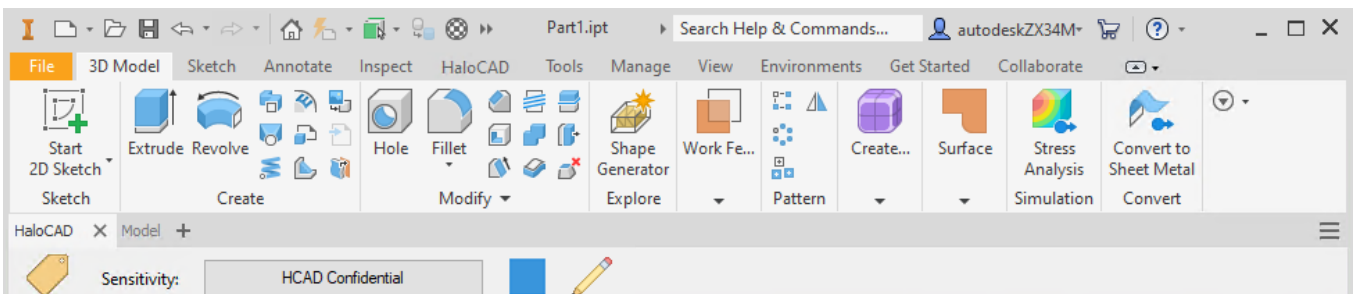 Part1.ipt Search Help & Commands... autodeskZX34M
File 3D Model Sketch Annotate Inspect HaloCAD Tools Manage View Environments Get Started Collaborate
Start
2D Sketch
Extrude Revolve
Hole Fillet
Shape
Generator
Work Fe...
Create...
Surface
Stress
Analysis
Convert to
Sheet Metal
Sketch Create Modify Explore Pattern Simulation Convert
HaloCAD Model
Sensitivity: HCAD Confidential